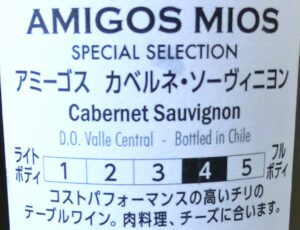 AMIGOS MIOS
SPECIAL SELECTION
アミーゴス カベルネ・ソーヴィニヨン
Cabernet Sauvignon
D.O. Valle Central - Bottled in Chile
ライトボディ 1 2 3 4 5 フルボディ
コストパフォーマンスの高いチリの
テーブルワイン。肉料理、チーズに合います。